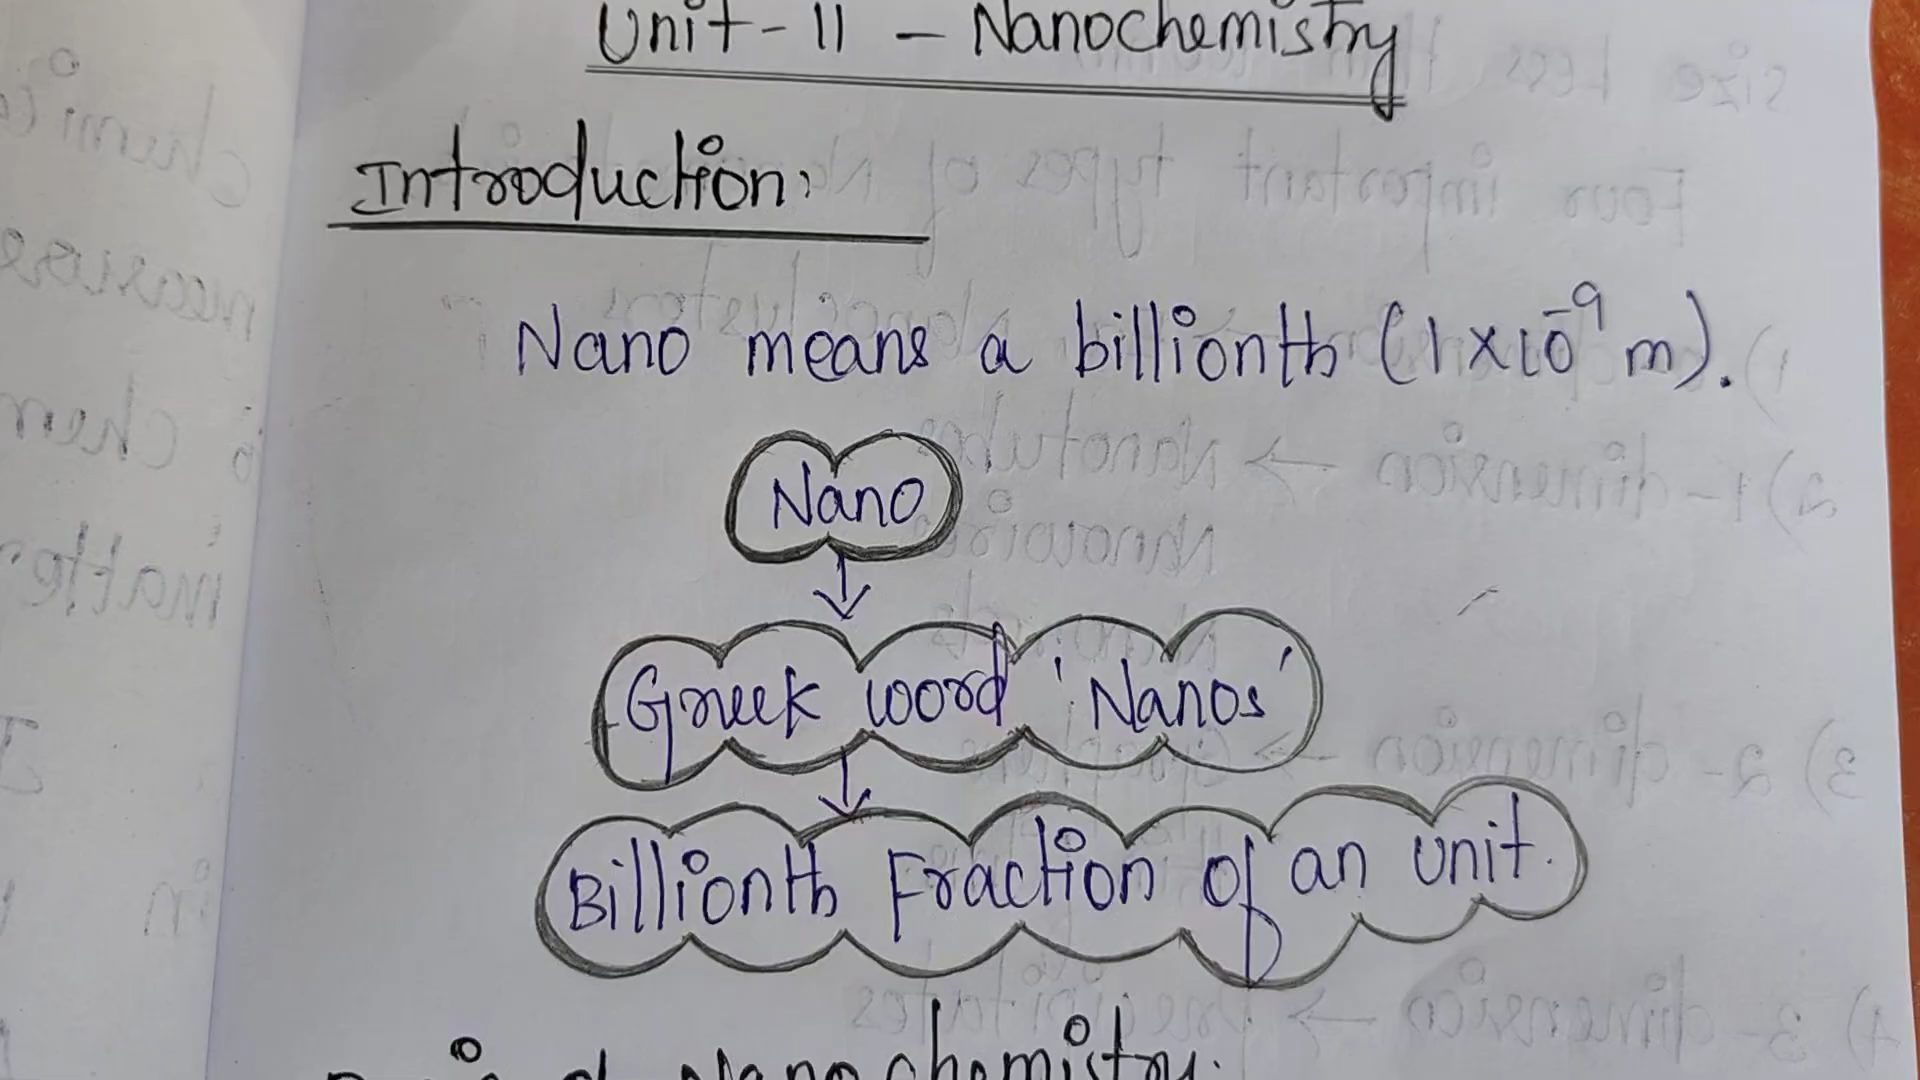 Unit-II – Nanochemistry
Introduction:
Nano means a billionth (1×10⁻⁹ m).
Nano
Greek word 'Nanos'
Billionth Fraction of an unit.
Nanochemistry: